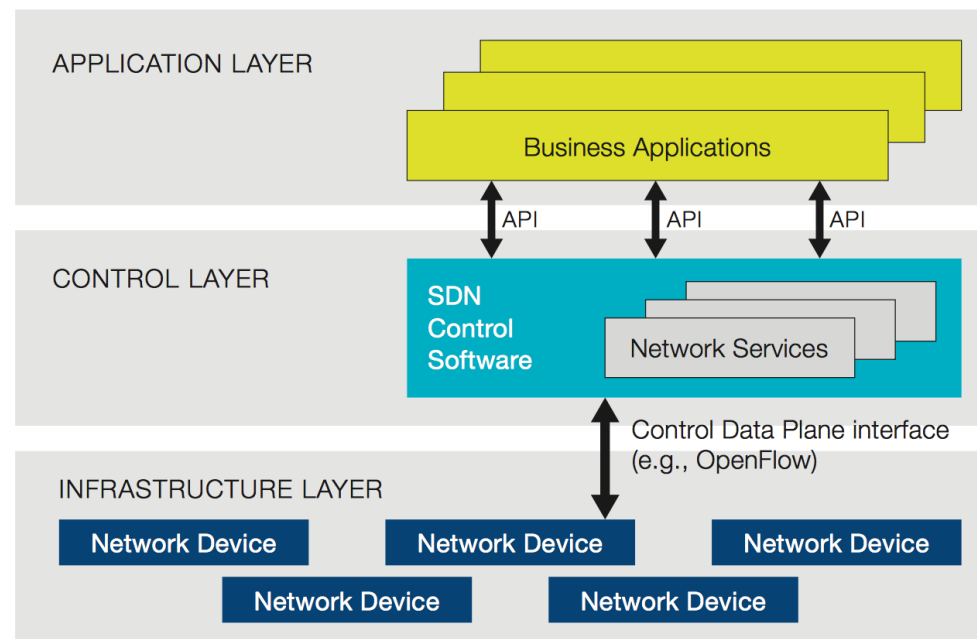 APPLICATION LAYER
Business Applications
API
API
API
CONTROL LAYER
SDN
Control
Software
Network Services
Control Data Plane interface
(e.g., OpenFlow)
INFRASTRUCTURE LAYER
Network Device
Network Device
Network Device
Network Device
Network Device